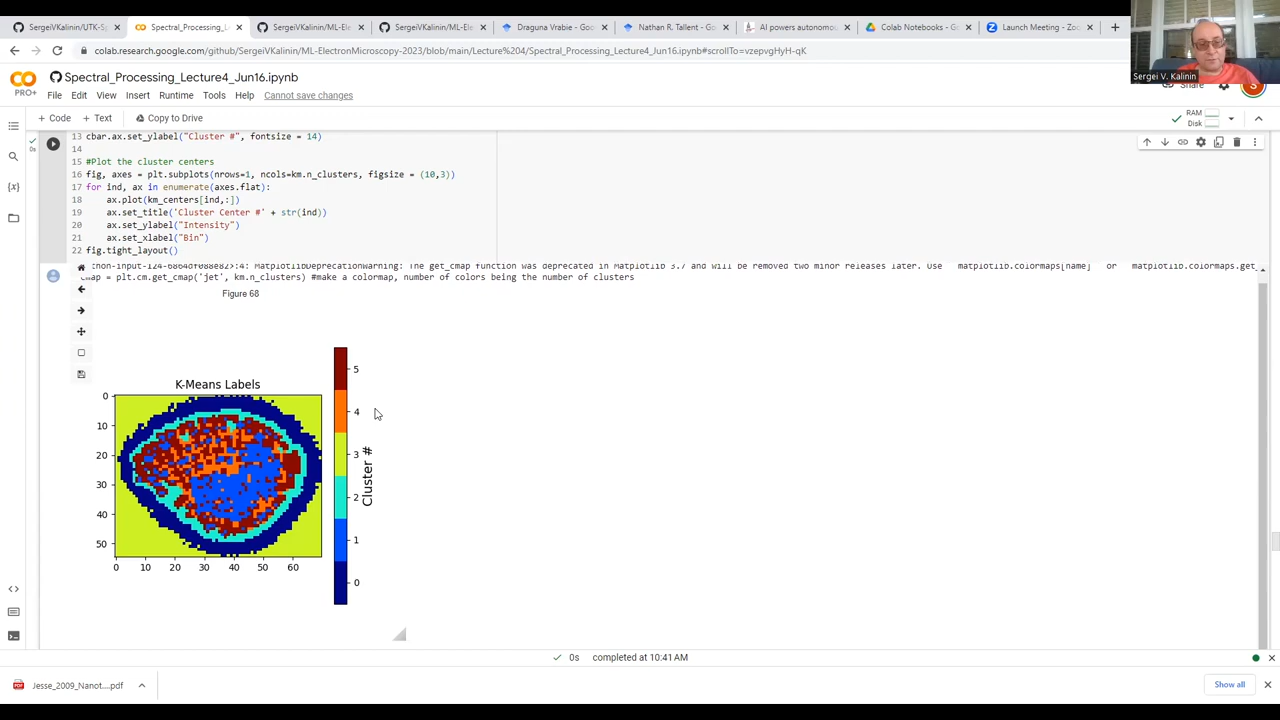 SergeiVKalinin/UTK-S
Spectral_Processing_L
SergeiVKalinin/ML-Ele
SergeiVKalinin/ML-Ele
Draguna Vrabie - Goo
Nathan R. Tallent - Go
AI powers autonomo
Colab Notebooks - Go
Launch Meeting - Zoo
colab.research.google.com/github/SergeiVKalinin/ML-ElectronMicroscopy-2023/blob/main/Lecture%204/Spectral_Processing_Lecture4_Jun16.ipynb#scrollTo=vzepvgHyH-qK
Sergei V. Kalinin
CO
PRO+
Spectral_Processing_Lecture4_Jun16.ipynb
Share
S
File Edit View Insert Runtime Tools Help Cannot save changes
+ Code + Text Copy to Drive
RAM
Disk
0s
13 cbar.ax.set_ylabel("Cluster #", fontsize = 14)
14
15 #Plot the cluster centers
16 fig, axes = plt.subplots(nrows=1, ncols=km.n_clusters, figsize = (10,3))
17 for ind, ax in enumerate(axes.flat):
18 ax.plot(km_centers[ind,:])
19 ax.set_title('Cluster Center #' + str(ind))
20 ax.set_ylabel("Intensity")
21 ax.set_xlabel("Bin")
22 fig.tight_layout()
MatplotlibDeprecationWarning: The get_cmap function was deprecated in Matplotlib 3.7 and will be removed two minor releases later. Use ``matplotlib.colormaps[name]`` or ``matplotlib.colormaps.get_
cmap = plt.cm.get_cmap('jet', km.n_clusters) #make a colormap, number of colors being the number of clusters
Figure 68
K-Means Labels
0
10
20
30
40
50
0 10 20 30 40 50 60
5
4
3
2
1
0
Cluster #
0s completed at 10:41 AM
Jesse_2009_Nanot....pdf
Show all